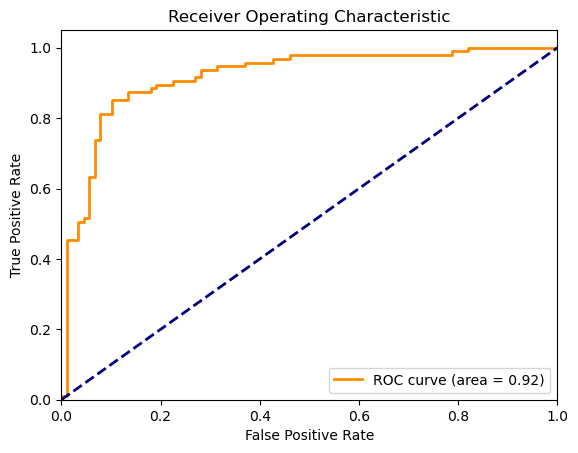 Receiver Operating Characteristic
1.0
0.8
0.6
0.4
0.2
0.0
True Positive Rate
ROC curve (area = 0.92)
0.0 0.2 0.4 0.6 0.8 1.0
False Positive Rate